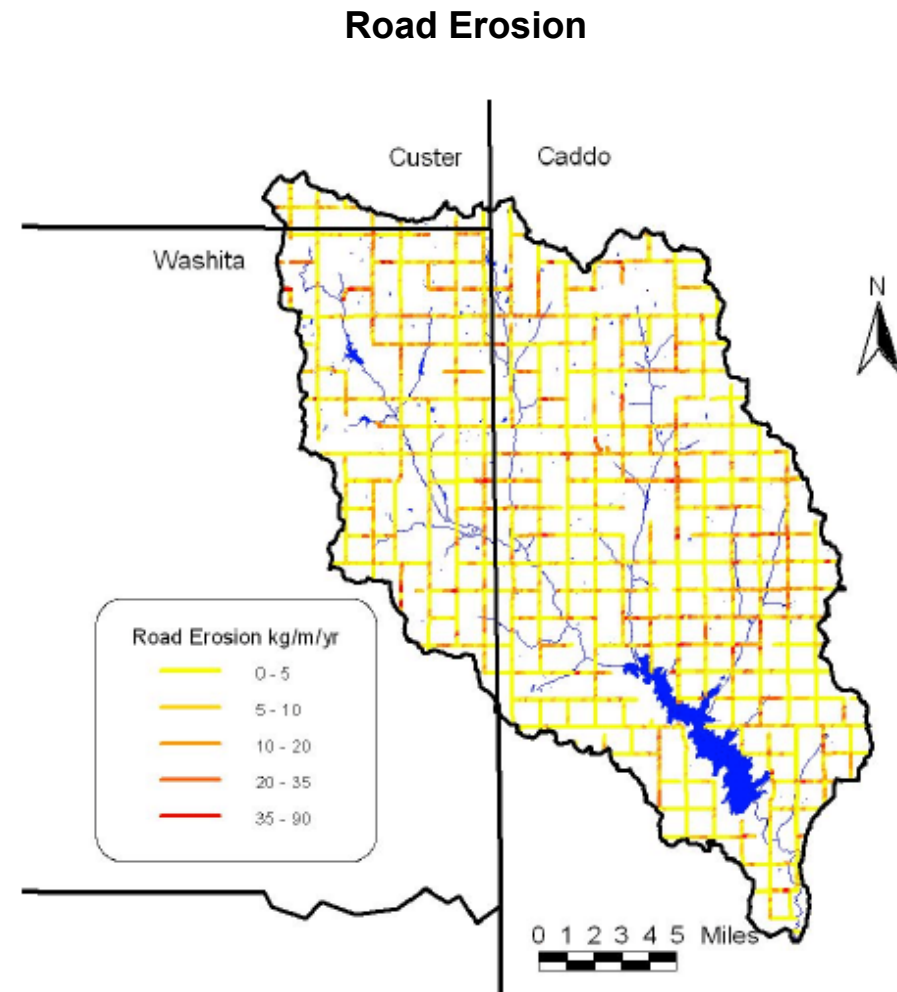 Road Erosion
Custer
Caddo
Washita
N
Road Erosion kg/m/yr
0 - 5
5 - 10
10 - 20
20 - 35
35 - 90
0 1 2 3 4 5 Miles